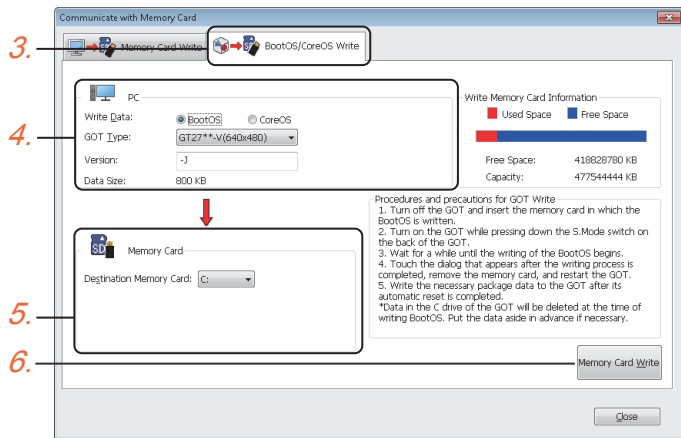 Communicate with Memory Card
3.
Memory Card Write
BootOS/CoreOS Write
4.
PC
Write Data:
BootOS
CoreOS
GOT Type:
GT27**-V(640x480)
Version:
-J
Data Size:
800 KB
Write Memory Card Information
Used Space
Free Space
Free Space:
418828780 KB
Capacity:
477544444 KB
Procedures and precautions for GOT Write
1. Turn off the GOT and insert the memory card in which the
BootOS is written.
2. Turn on the GOT while pressing down the S.Mode switch on
the back of the GOT.
3. Wait for a while until the writing of the BootOS begins.
4. Touch the dialog that appears after the writing process is
completed, remove the memory card, and restart the GOT.
5. Write the necessary package data to the GOT after its
automatic reset is completed.
*Data in the C drive of the GOT will be deleted at the time of
writing BootOS. Put the data aside in advance if necessary.
5.
SD
Memory Card
Destination Memory Card:
C:
6.
Memory Card Write
Close